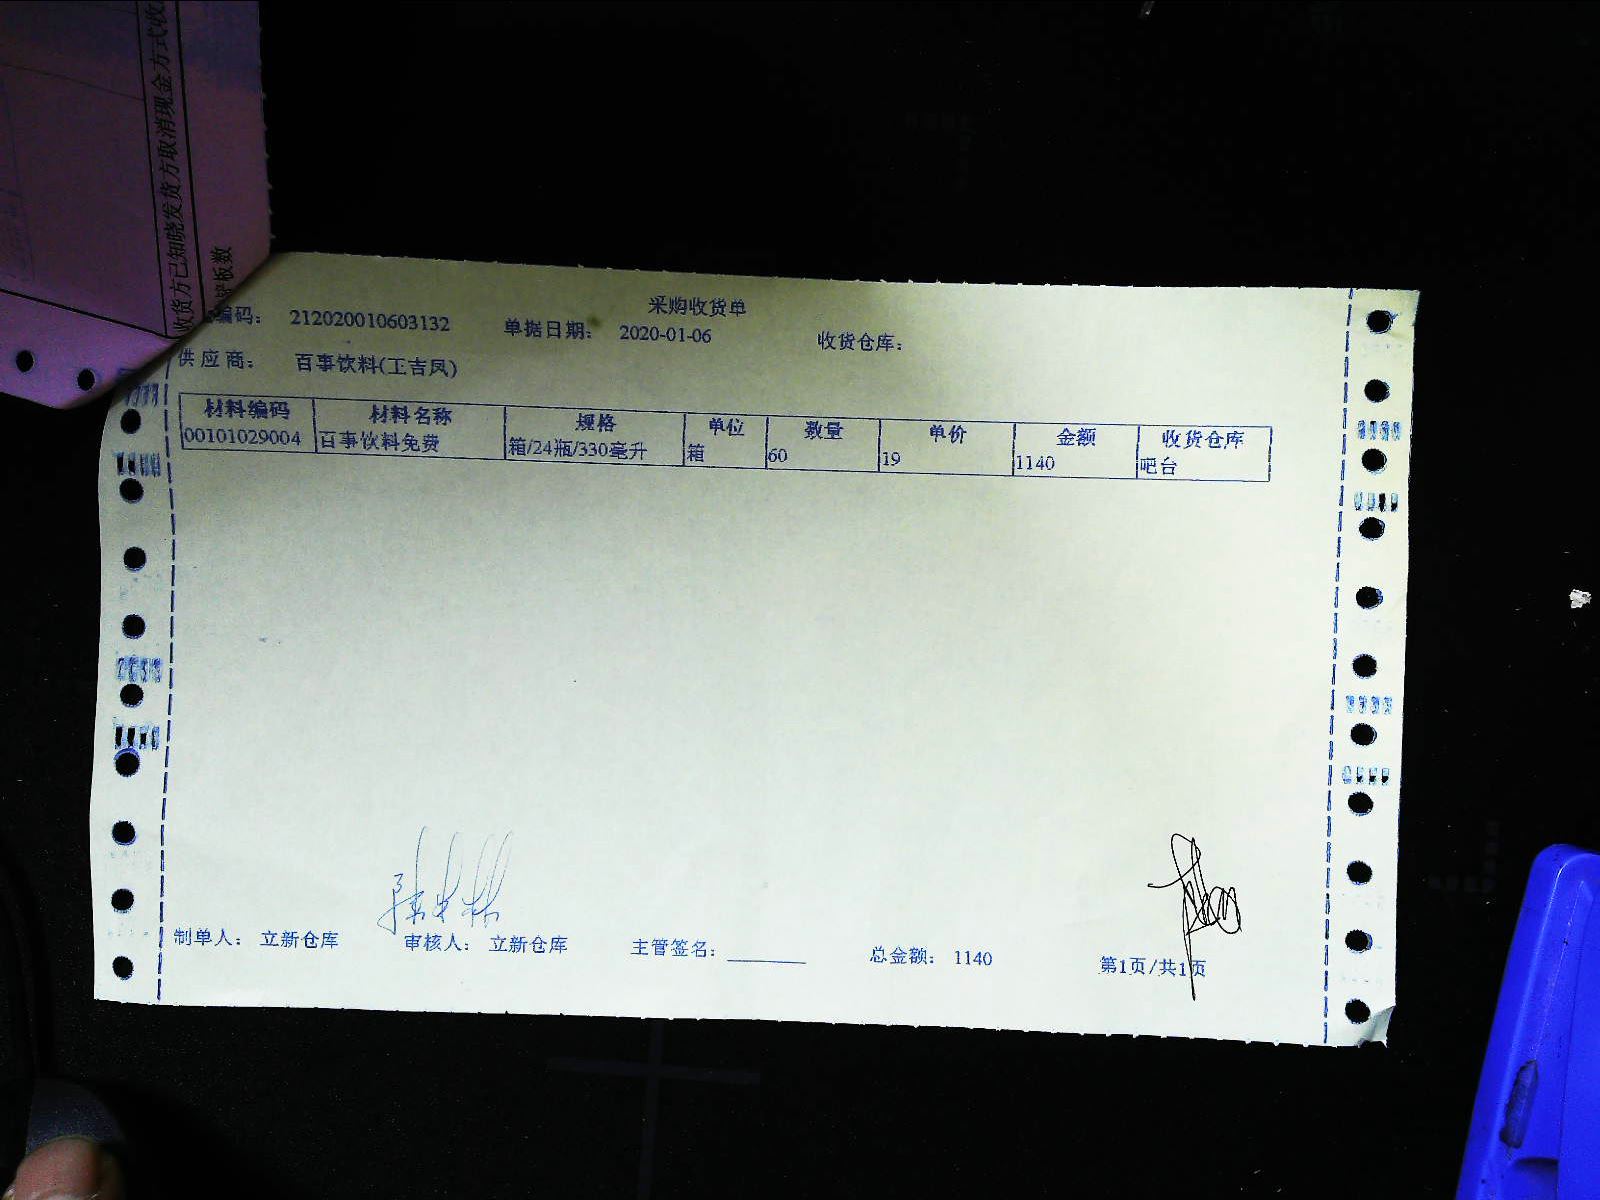 收货方已知晓发货方取消现金方式收
板数
采购收货单
编码： 212020010603132 单据日期： 2020-01-06 收货仓库：
供应商： 百事饮料(王吉凤)
材料编码 材料名称 规格 单位 数量 单价 金额 收货仓库
00101029004 百事饮料免费 箱/24瓶/330毫升 箱 60 19 1140 吧台
制单人： 立新仓库 审核人： 立新仓库 主管签名： 总金额： 1140 第1页/共1页